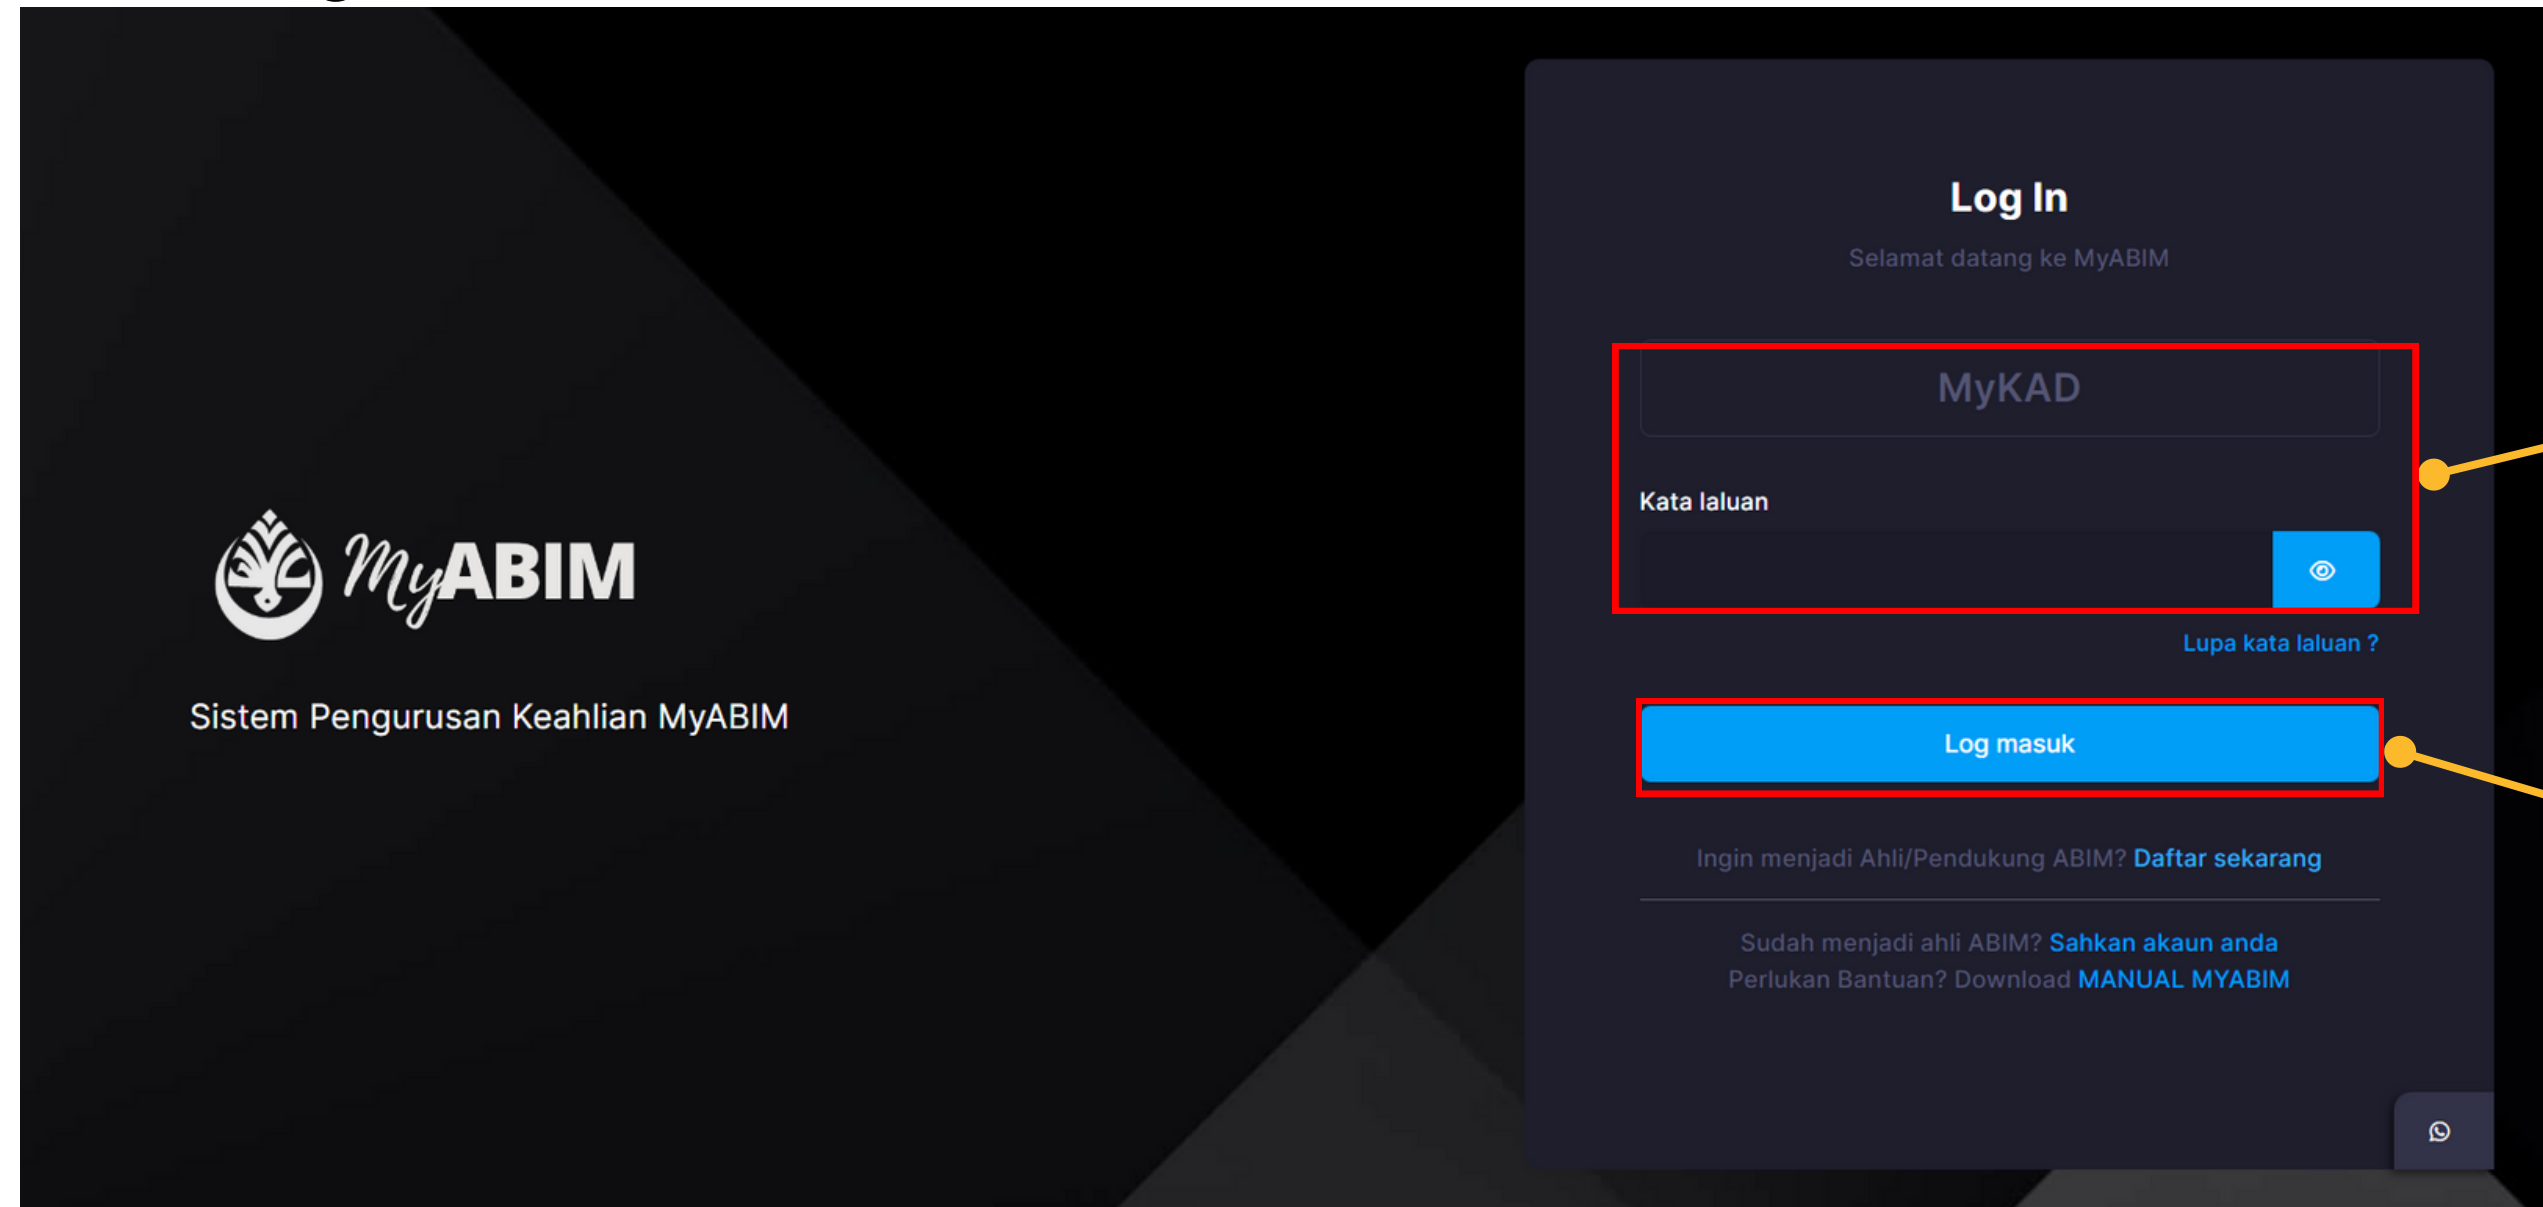 Log In
Selamat datang ke MyABIM
MyKAD
Kata laluan
Lupa kata laluan ?
Log masuk
Ingin menjadi Ahli/Pendukung ABIM? Daftar sekarang
Sudah menjadi ahli ABIM? Sahkan akaun anda
Perlukan Bantuan? Download MANUAL MYABIM
MyABIM
Sistem Pengurusan Keahlian MyABIM